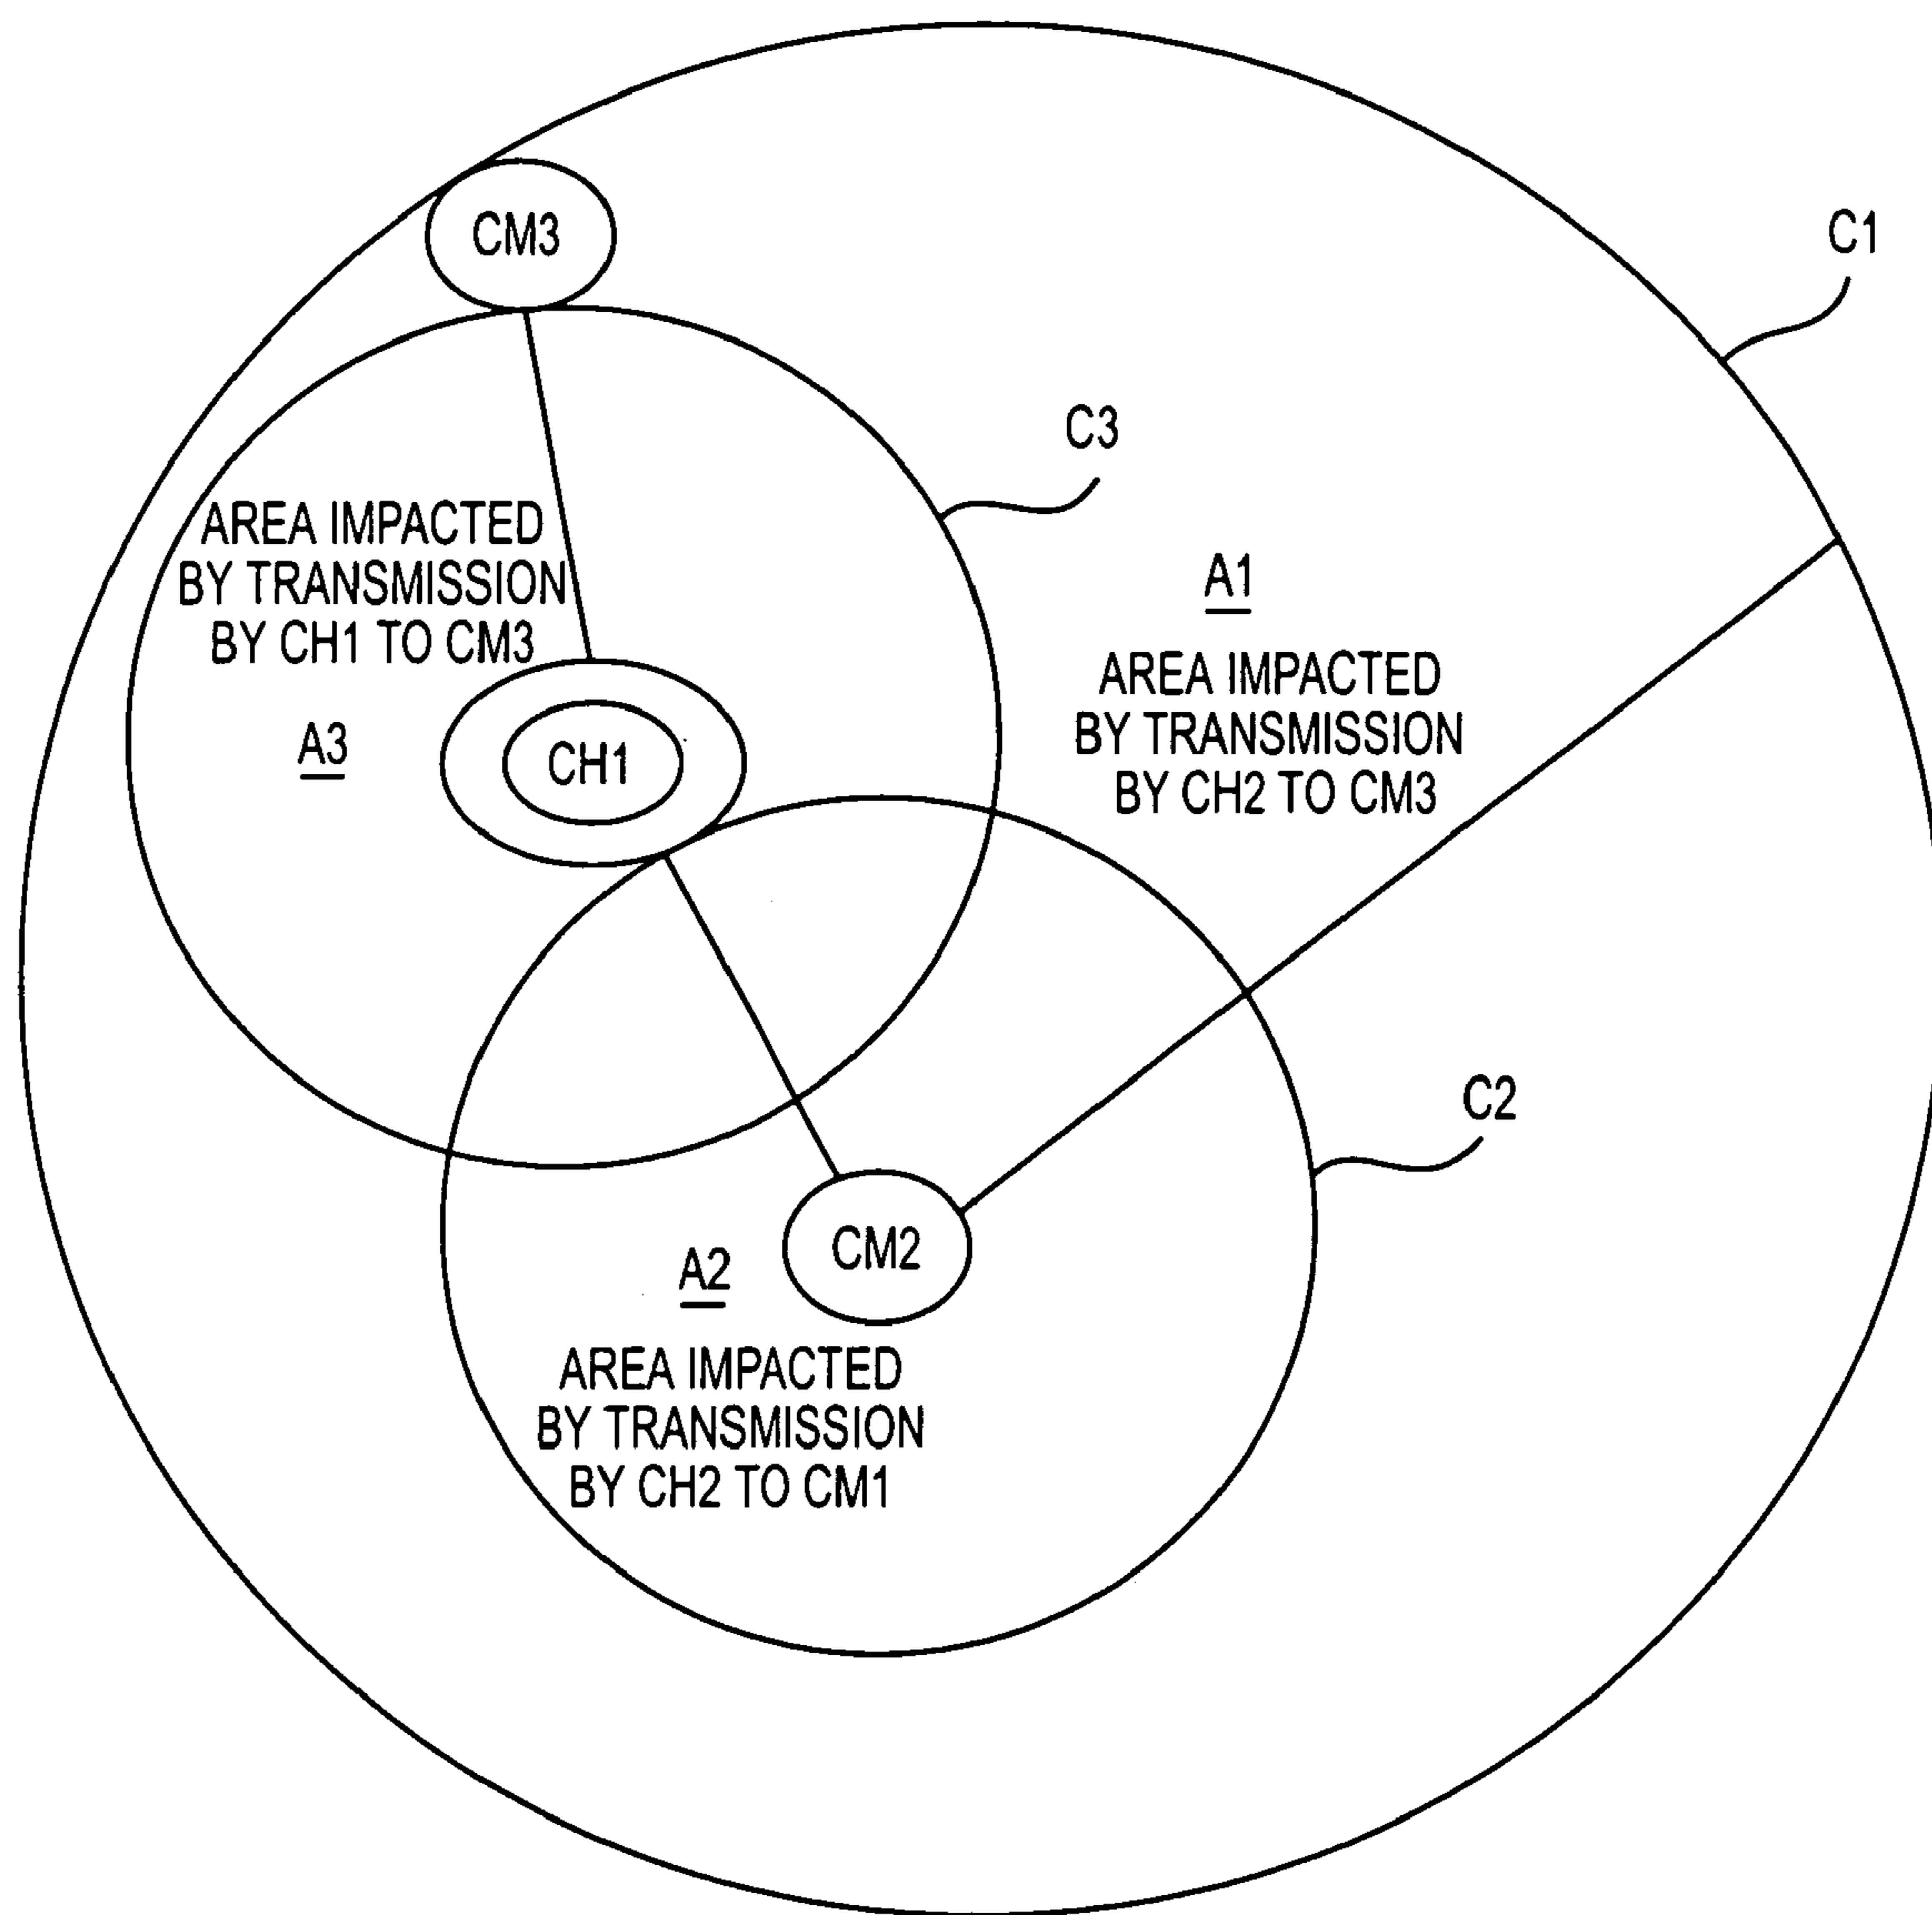 CM3
C1
C3
AREA IMPACTED
BY TRANSMISSION
BY CH1 TO CM3
A1
AREA IMPACTED
BY TRANSMISSION
BY CH2 TO CM3
A3
CH1
C2
CM2
A2
AREA IMPACTED
BY TRANSMISSION
BY CH2 TO CM1